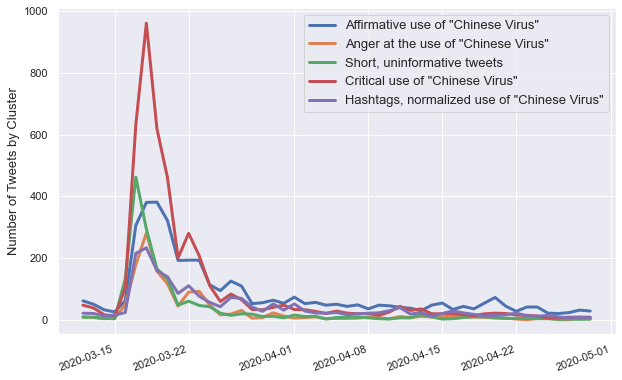 Affirmative use of "Chinese Virus"
Anger at the use of "Chinese Virus"
Short, uninformative tweets
Critical use of "Chinese Virus"
Hashtags, normalized use of "Chinese Virus"
Number of Tweets by Cluster
1000
800
600
400
200
0
2020-03-15
2020-03-22
2020-04-01
2020-04-08
2020-04-15
2020-04-22
2020-05-01